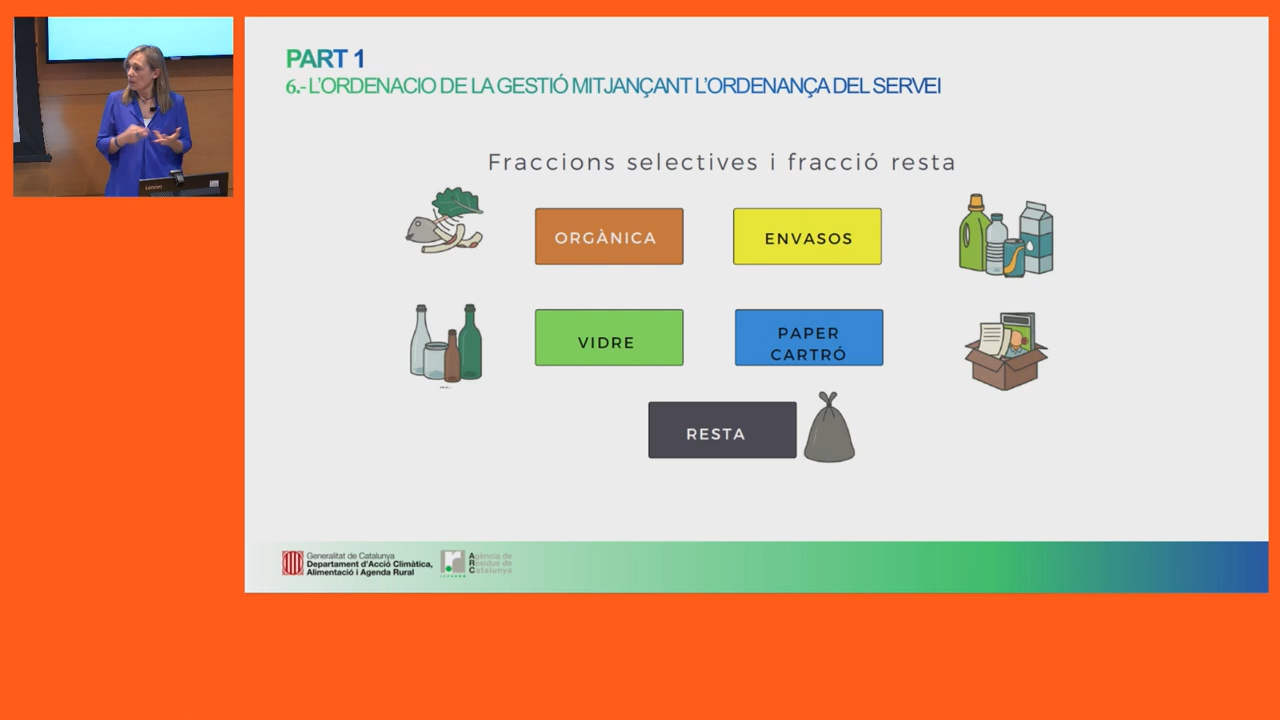 PART 1
6.- L'ORDENACIO DE LA GESTIÓ MITJANÇANT L'ORDENANÇA DEL SERVEI
Fraccions selectives i fracció resta
ORGÀNICA
ENVASOS
VIDRE
PAPER
CARTRÓ
RESTA
Generalitat de Catalunya
Departament d'Acció Climàtica,
Alimentació i Agenda Rural
Agència de
Residus de
Catalunya
Lenovo